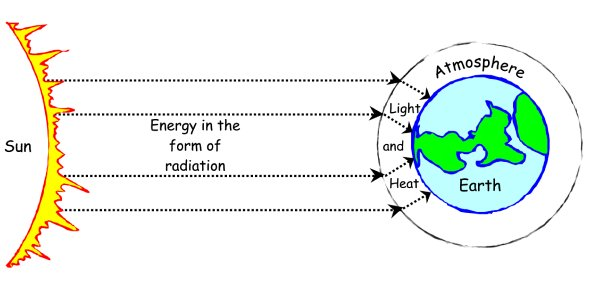 Sun
Energy in the
form of
radiation
Atmosphere
Light
and
Heat
Earth